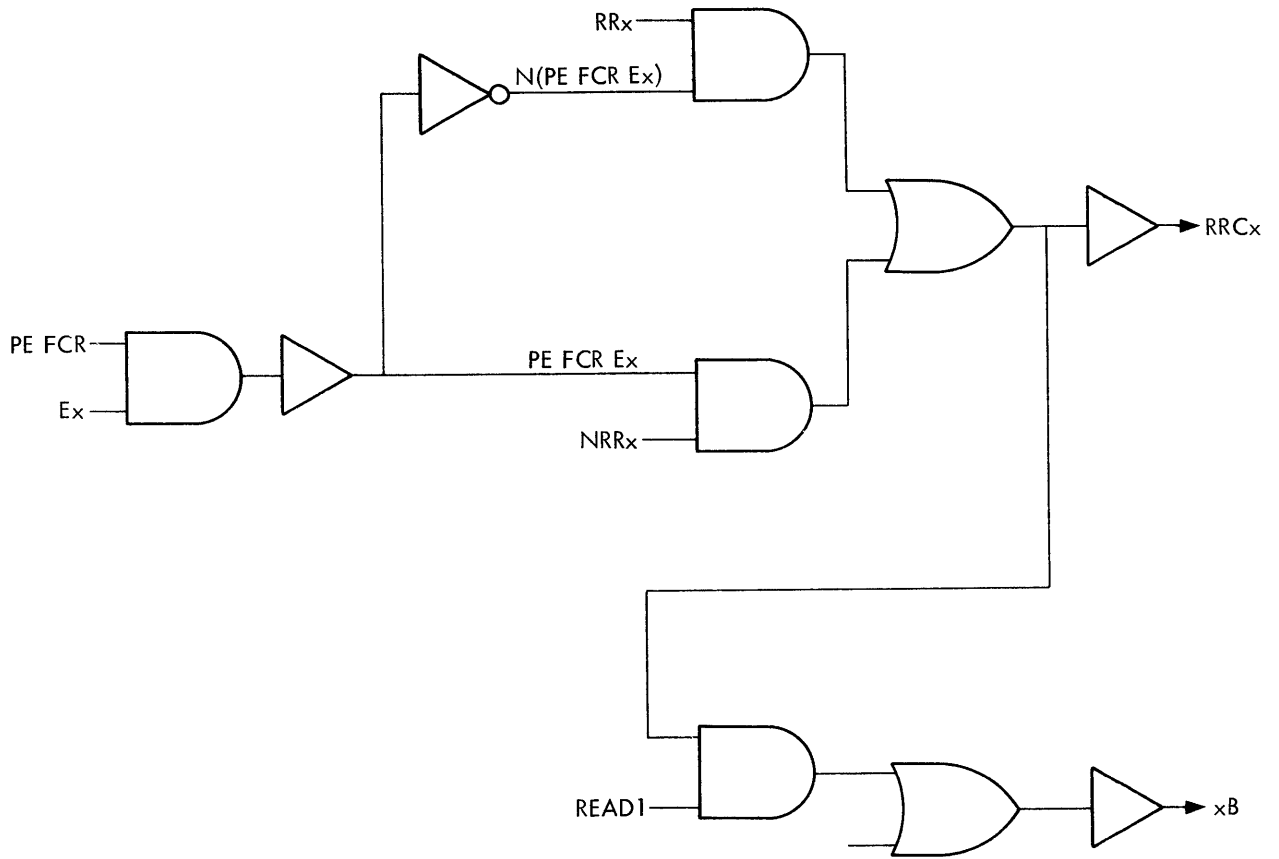 RRx
N(PE FCR Ex)
RRCx
PE FCR
PE FCR Ex
Ex
NRRx
READ1
xB